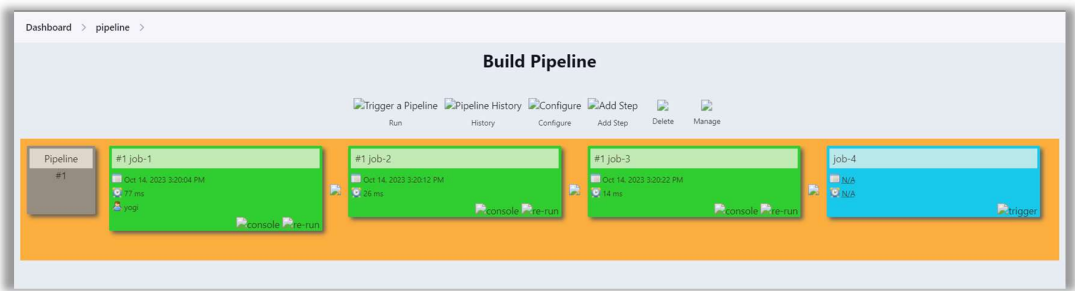 Dashboard > pipeline >
Build Pipeline
Trigger a Pipeline Pipeline History Configure Add Step
Run History Configure Add Step Delete Manage
Pipeline
#1
#1 job-1
Oct 14, 2023 3:20:04 PM
77 ms
yogi
console re-run
#1 job-2
Oct 14, 2023 3:20:12 PM
26 ms
console re-run
#1 job-3
Oct 14, 2023 3:20:22 PM
14 ms
console re-run
job-4
N/A
N/A
trigger